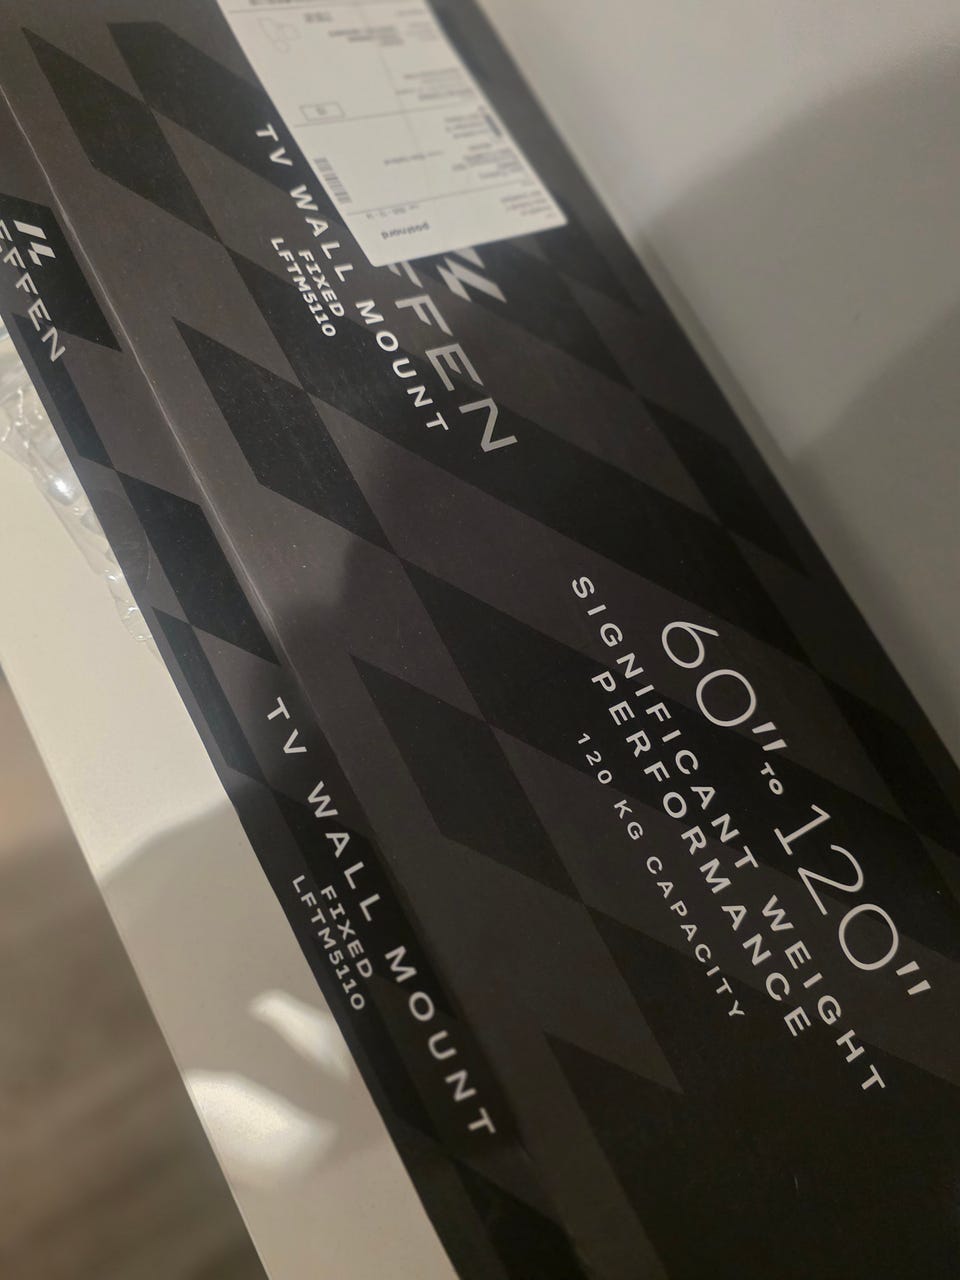 postnord
FFEN
TV WALL MOUNT
FIXED
LFTM5110
60" TO 120"
SIGNIFICANT WEIGHT
PERFORMANCE
120 KG CAPACITY
EFFEN
TV WALL MOUNT
FIXED
LFTM5110